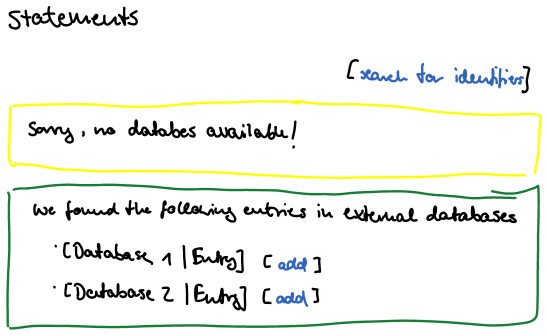 Statements
[search for identifiers]
Sorry, no databes available!
We found the following entries in external databases
· [Database 1 | Entry] [add]
· [Database 2 | Entry] [add]